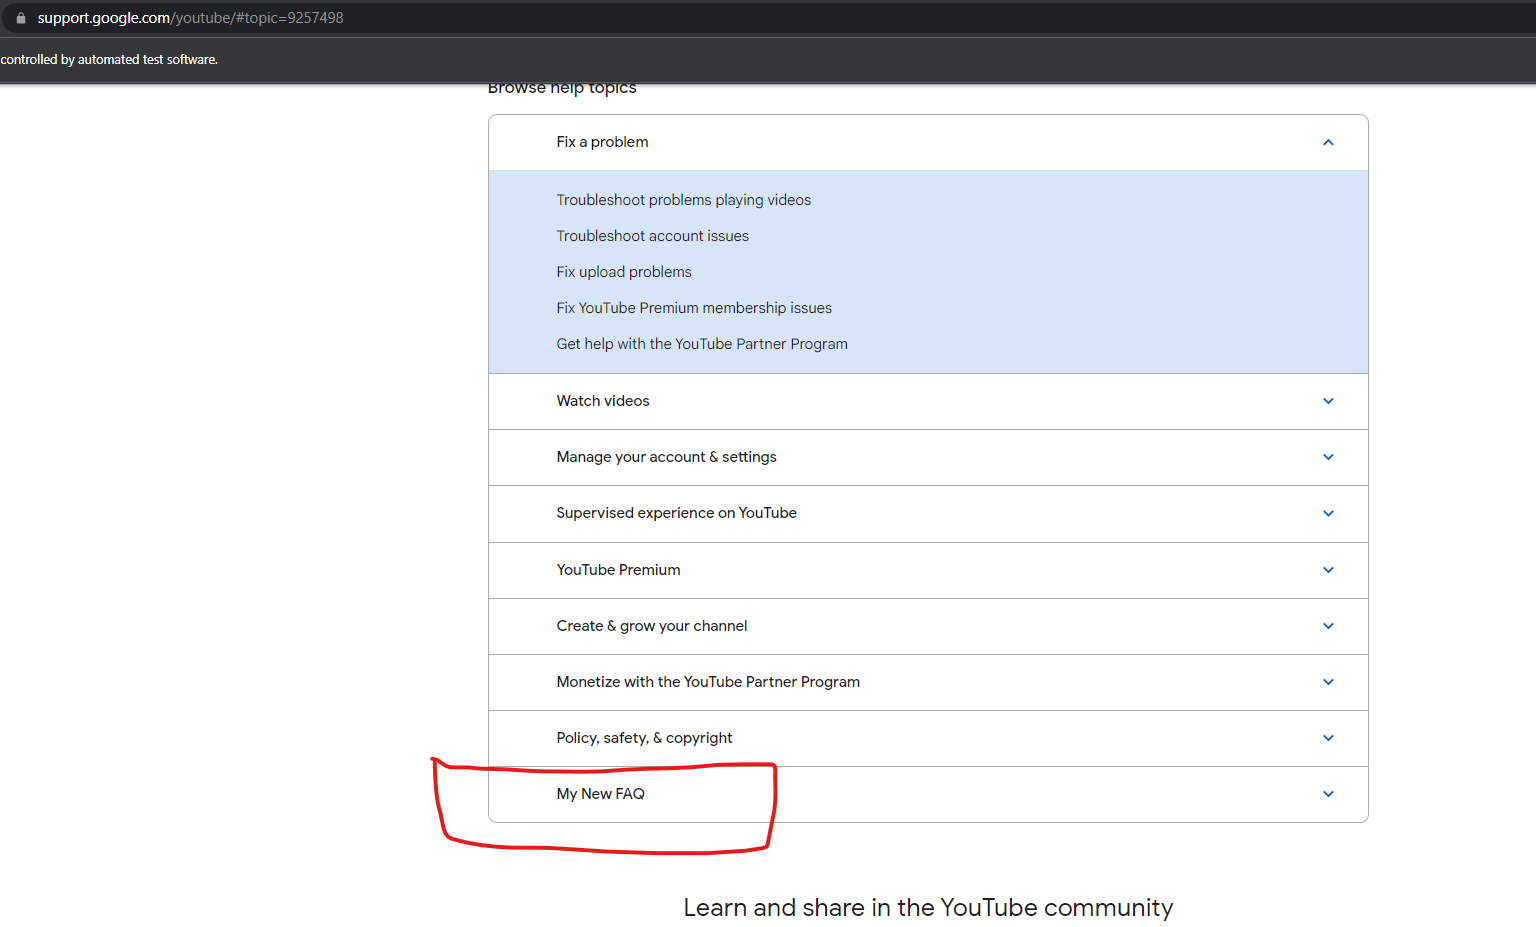 support.google.com/youtube/#topic=9257498
controlled by automated test software.
Browse help topics
Fix a problem
Troubleshoot problems playing videos
Troubleshoot account issues
Fix upload problems
Fix YouTube Premium membership issues
Get help with the YouTube Partner Program
Watch videos
Manage your account & settings
Supervised experience on YouTube
YouTube Premium
Create & grow your channel
Monetize with the YouTube Partner Program
Policy, safety, & copyright
My New FAQ
Learn and share in the YouTube community